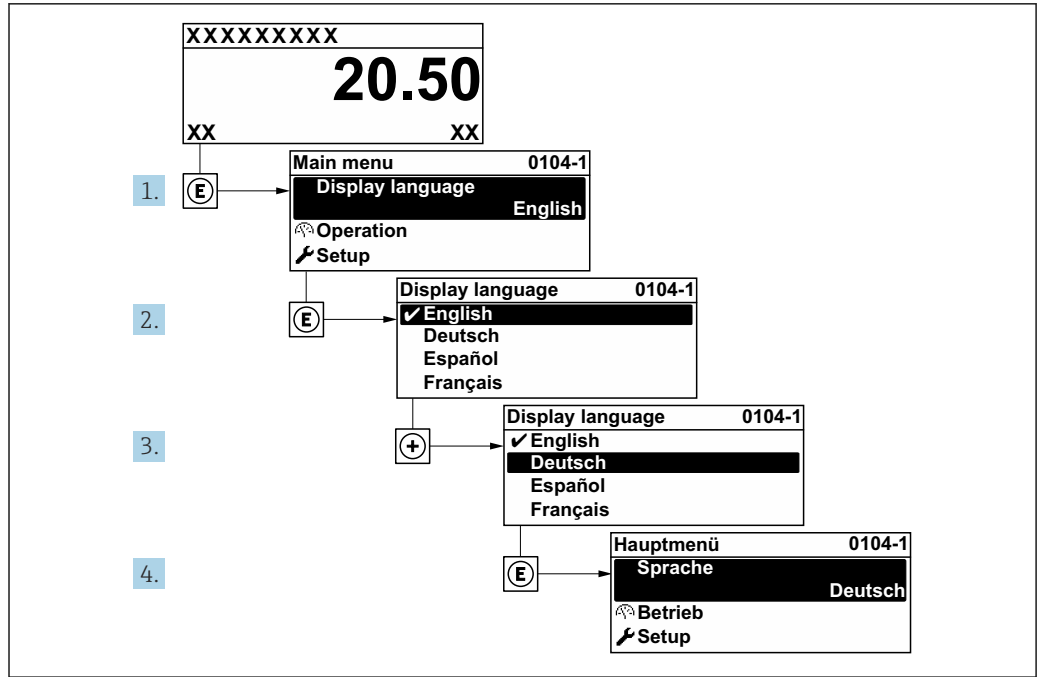 XXXXXXXXX
20.50
XX XX
Main menu 0104-1
1. E Display language
English
Operation
Setup
Display language 0104-1
2. E ✔English
Deutsch
Español
Français
Display language 0104-1
3. + ✔English
Deutsch
Español
Français
Hauptmenü 0104-1
4. E Sprache
Deutsch
Betrieb
Setup